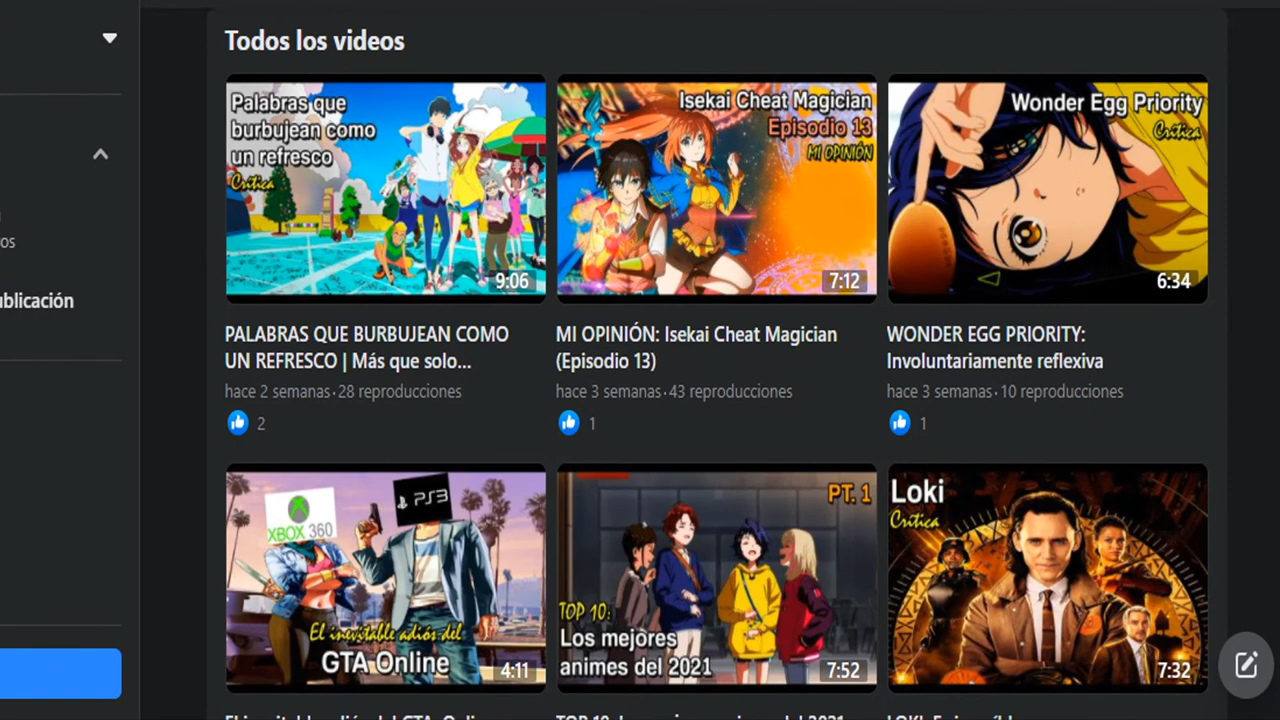 Todos los videos
os
ublicación
Palabras que
burbujean como
un refresco
Crítica
9:06
Isekai Cheat Magician
Episodio 13
MI OPINIÓN
7:12
Wonder Egg Priority
Crítica
6:34
PALABRAS QUE BURBUJEAN COMO
UN REFRESCO | Más que solo...
hace 2 semanas · 28 reproducciones
2
MI OPINIÓN: Isekai Cheat Magician
(Episodio 13)
hace 3 semanas · 43 reproducciones
1
WONDER EGG PRIORITY:
Involuntariamente reflexiva
hace 3 semanas · 10 reproducciones
1
XBOX 360
PS3
El inevitable adiós del
GTA Online
4:11
PT. 1
TOP 10:
Los mejores
animes del 2021
7:52
Loki
Crítica
7:32